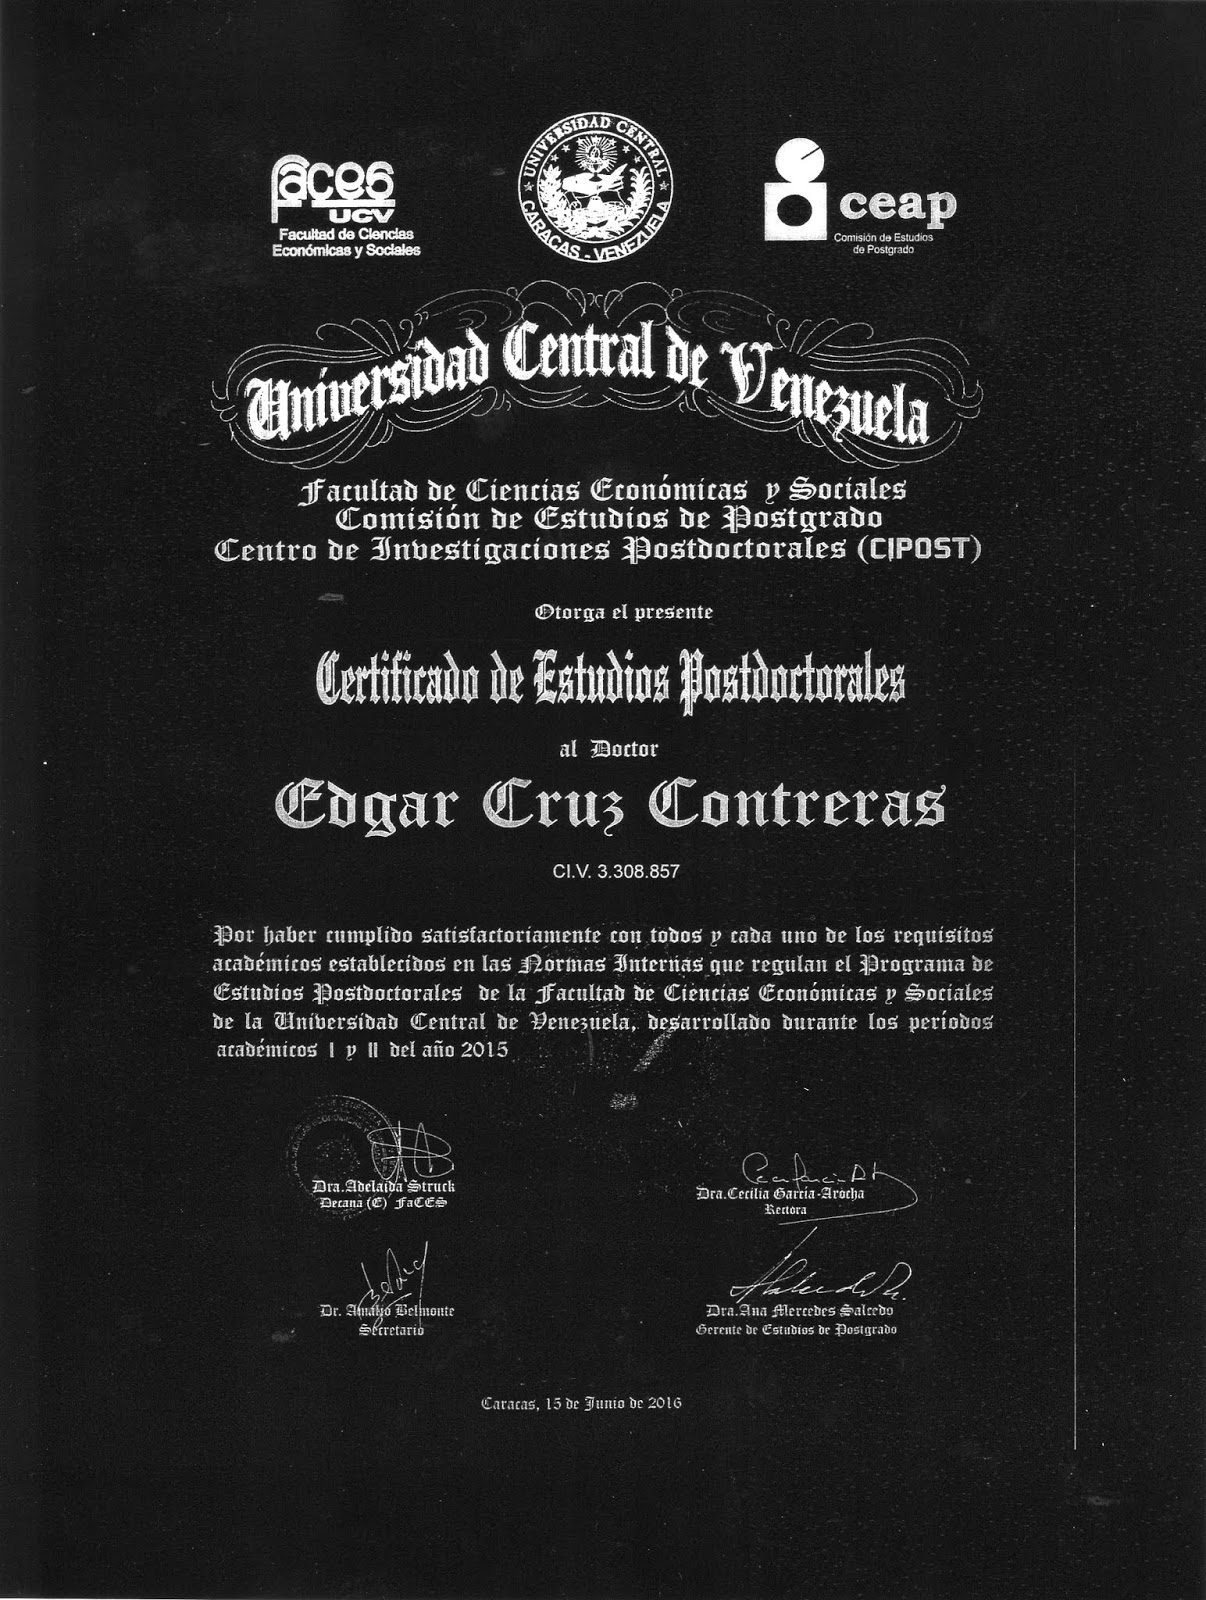 faces
UCV
Facultad de Ciencias
Económicas y Sociales
UNIVERSIDAD CENTRAL
CARACAS - VENEZUELA
ceap
Comisión de Estudios
de Postgrado
Universidad Central de Venezuela
Facultad de Ciencias Económicas y Sociales
Comisión de Estudios de Postgrado
Centro de Investigaciones Postdoctorales (CIPOST)
Otorga el presente
Certificado de Estudios Postdoctorales
al Doctor
Edgar Cruz Contreras
CI.V. 3.308.857
Por haber cumplido satisfactoriamente con todos y cada uno de los requisitos
académicos establecidos en las Normas Internas que regulan el Programa de
Estudios Postdoctorales de la Facultad de Ciencias Económicas y Sociales
de la Universidad Central de Venezuela, desarrollado durante los períodos
académicos I y II del año 2015
Dra.Adelaida Struck
Decana (E) FaCES
Dra.Cecilia García-Arocha
Rectora
Dr. Amalio Belmonte
Secretario
Dra.Ana Mercedes Salcedo
Gerente de Estudios de Postgrado
Caracas, 15 de Junio de 2016